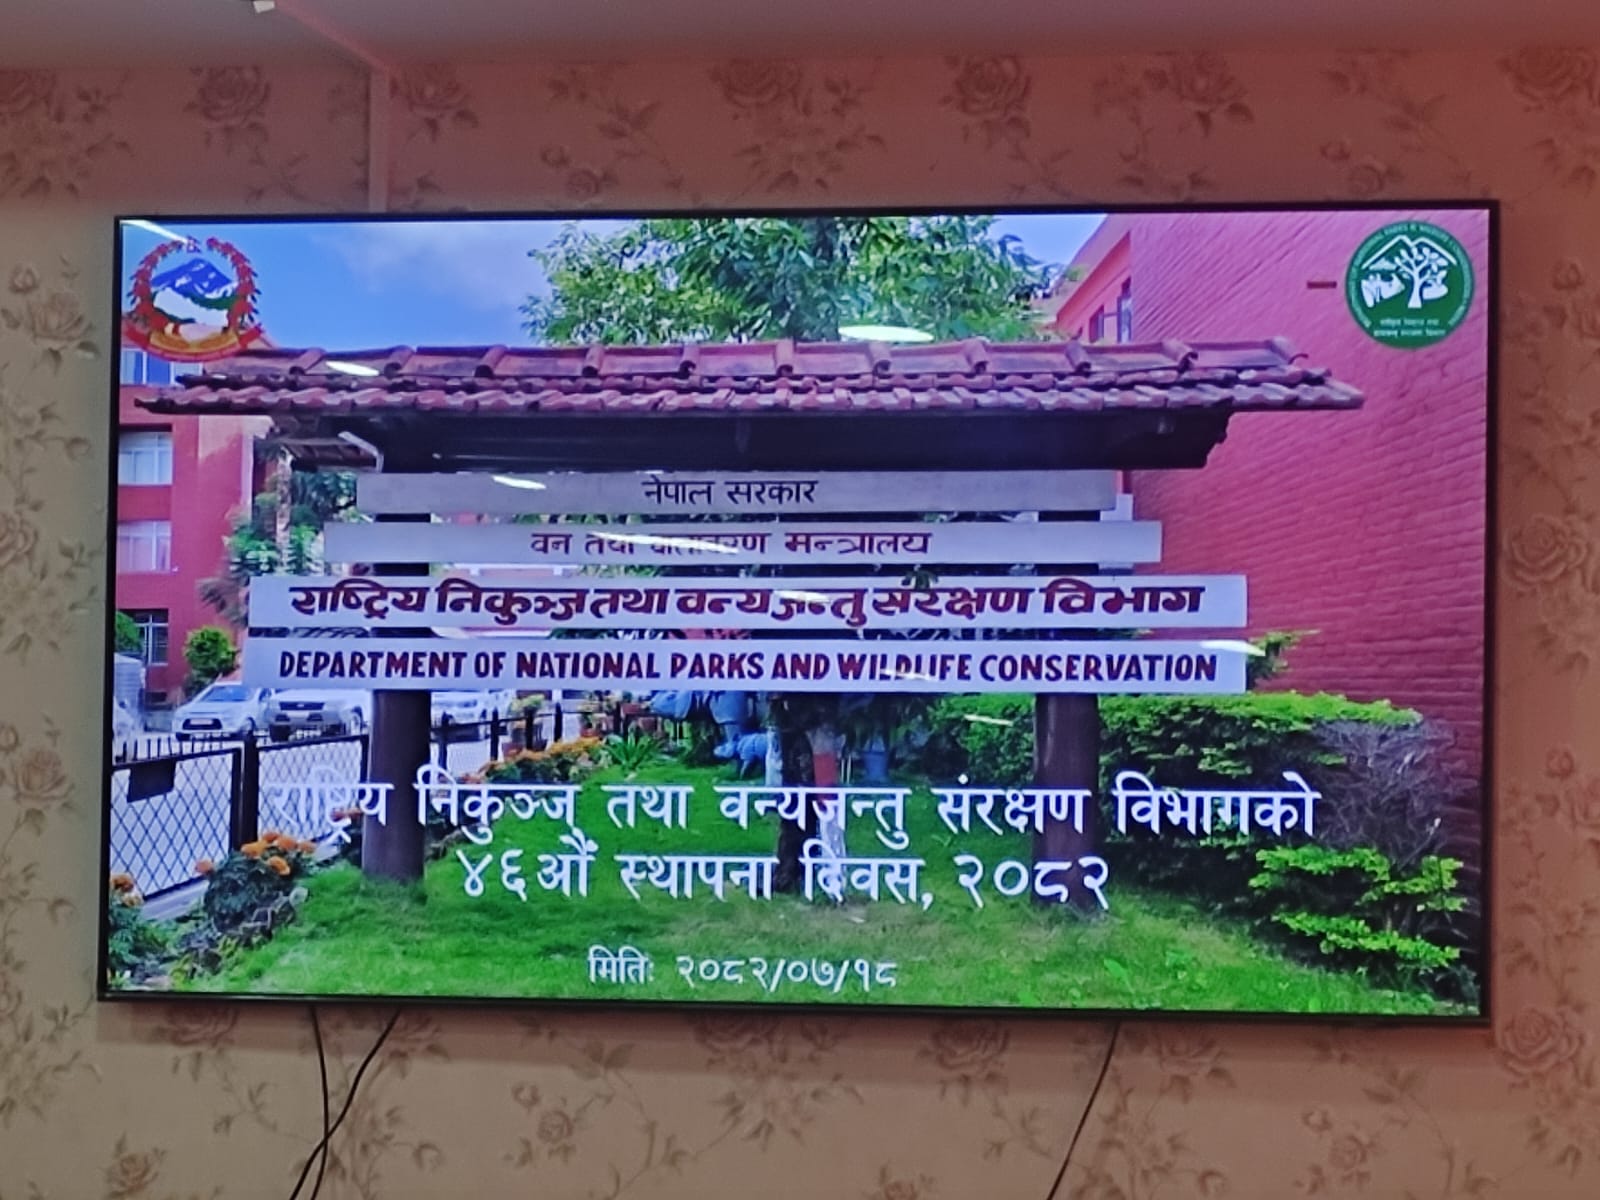 नेपाल सरकार
वन तथा वातावरण मन्त्रालय
राष्ट्रिय निकुञ्ज तथा वन्यजन्तु संरक्षण विभाग
DEPARTMENT OF NATIONAL PARKS AND WILDLIFE CONSERVATION
राष्ट्रिय निकुञ्ज तथा वन्यजन्तु संरक्षण विभागको
४६औं स्थापना दिवस, २०८२
मितिः २०८२/०७/१८